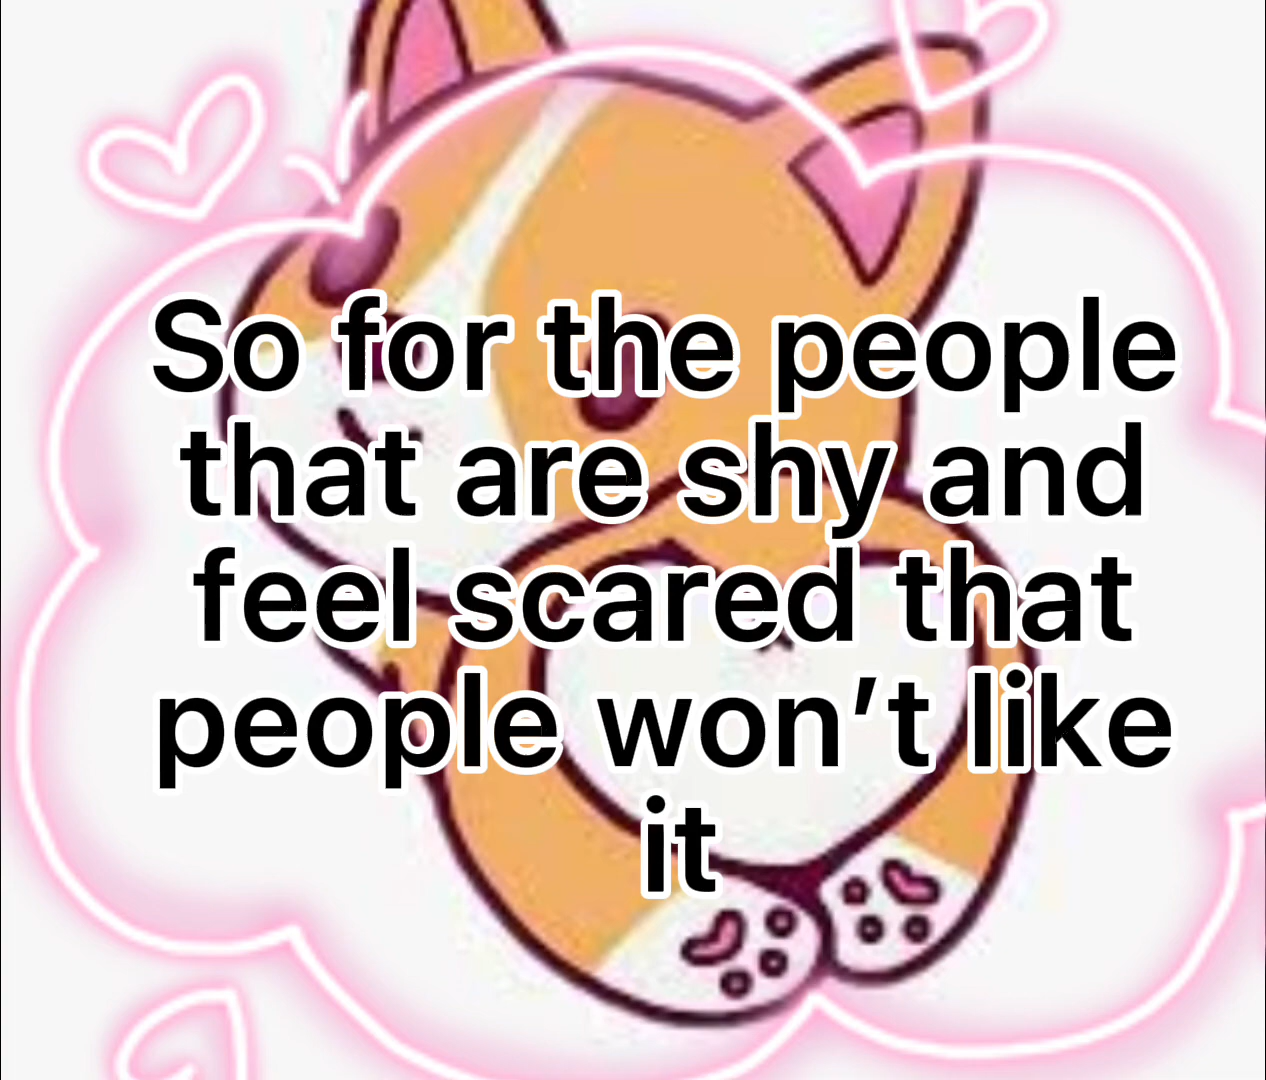 So for the people
that are shy and
feel scared that
people won’t like
it